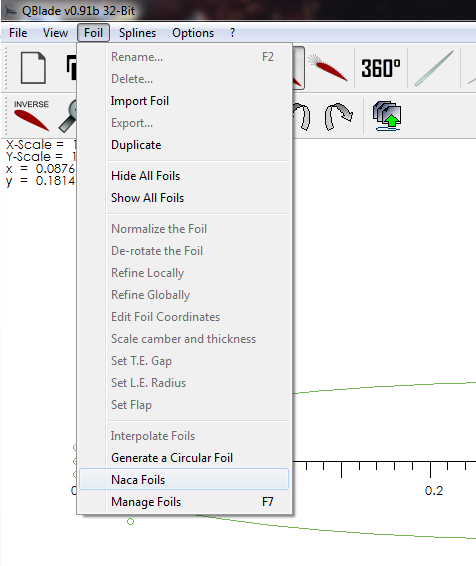 QBlade v0.91b 32-Bit
File View Foil Splines Options ?
Rename... F2
Delete...
Import Foil
Export...
Duplicate
Hide All Foils
Show All Foils
Normalize the Foil
De-rotate the Foil
Refine Locally
Refine Globally
Edit Foil Coordinates
Scale camber and thickness
Set T.E. Gap
Set L.E. Radius
Set Flap
Interpolate Foils
Generate a Circular Foil
Naca Foils
Manage Foils F7
360°
INVERSE
X-Scale = 1
Y-Scale = 1
x = 0.0876
y = 0.1814
0.2